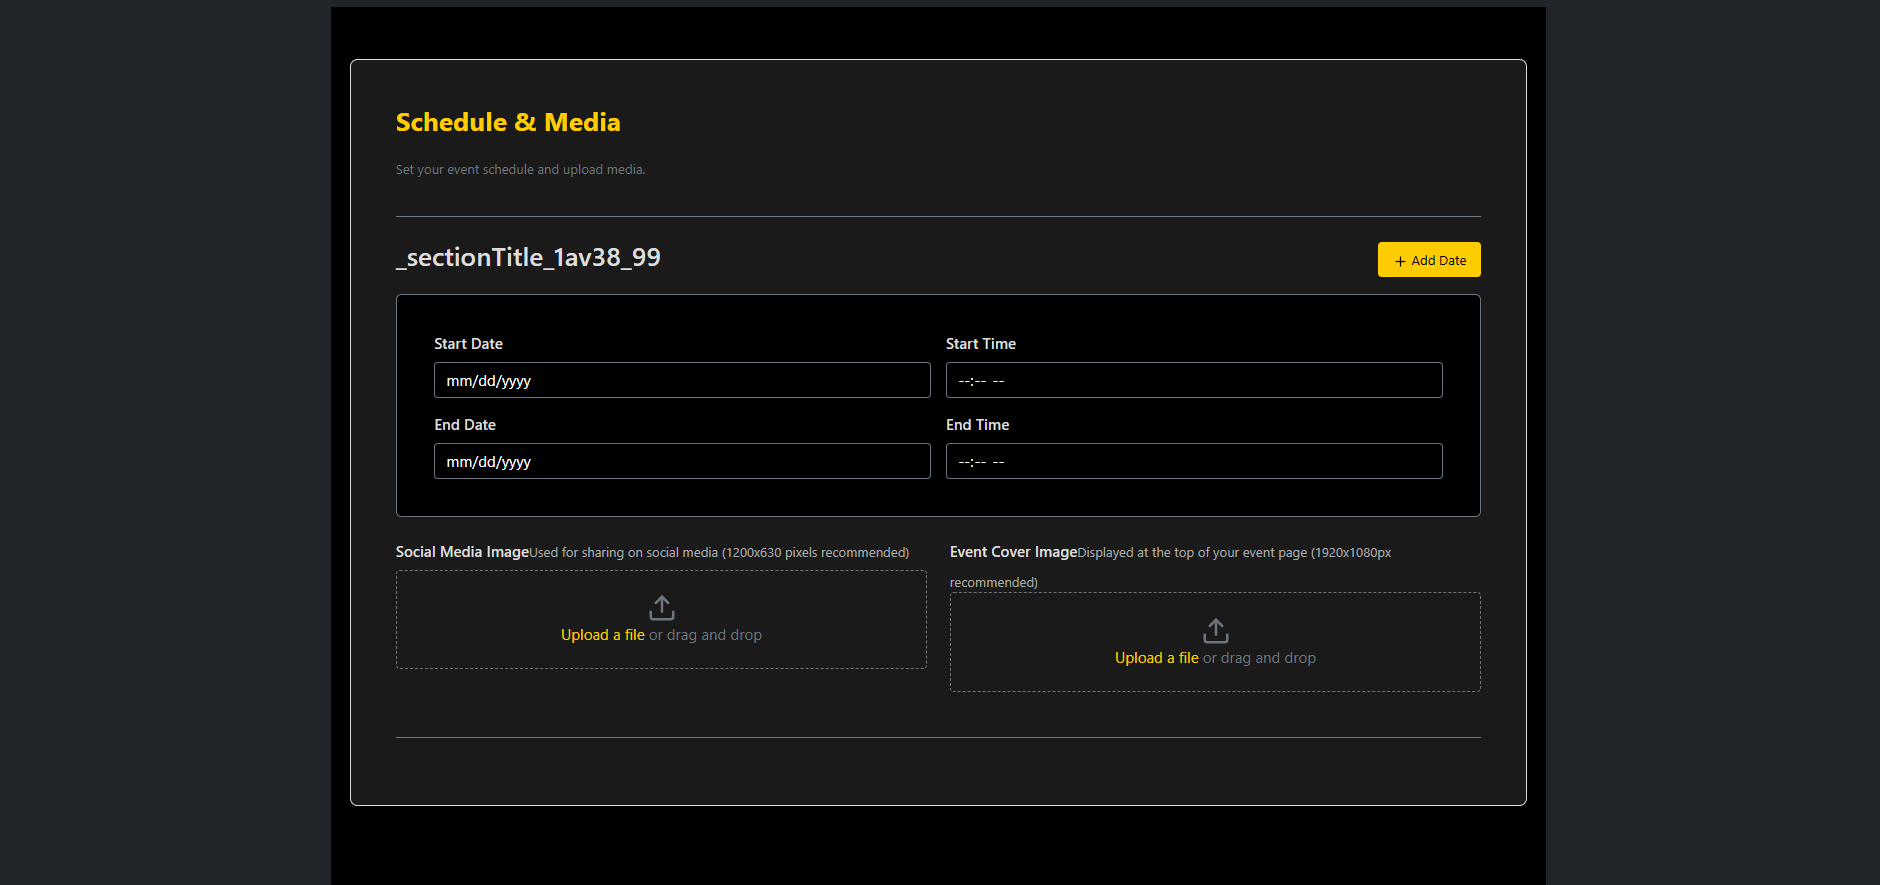 Schedule & Media
Set your event schedule and upload media.
_sectionTitle_1av38_99
+ Add Date
Start Date
Start Time
mm/dd/yyyy
--:-- --
End Date
End Time
mm/dd/yyyy
--:-- --
Social Media ImageUsed for sharing on social media (1200x630 pixels recommended)
Upload a file or drag and drop
Event Cover ImageDisplayed at the top of your event page (1920x1080px
recommended)
Upload a file or drag and drop